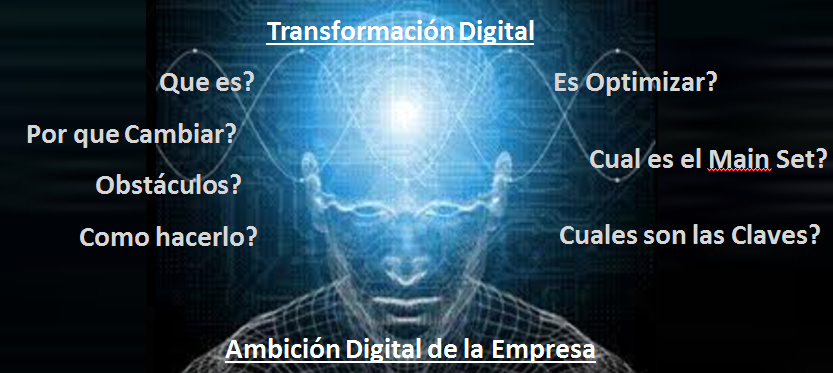 Transformación Digital
Que es?
Es Optimizar?
Por que Cambiar?
Cual es el Main Set?
Obstáculos?
Como hacerlo?
Cuales son las Claves?
Ambición Digital de la Empresa